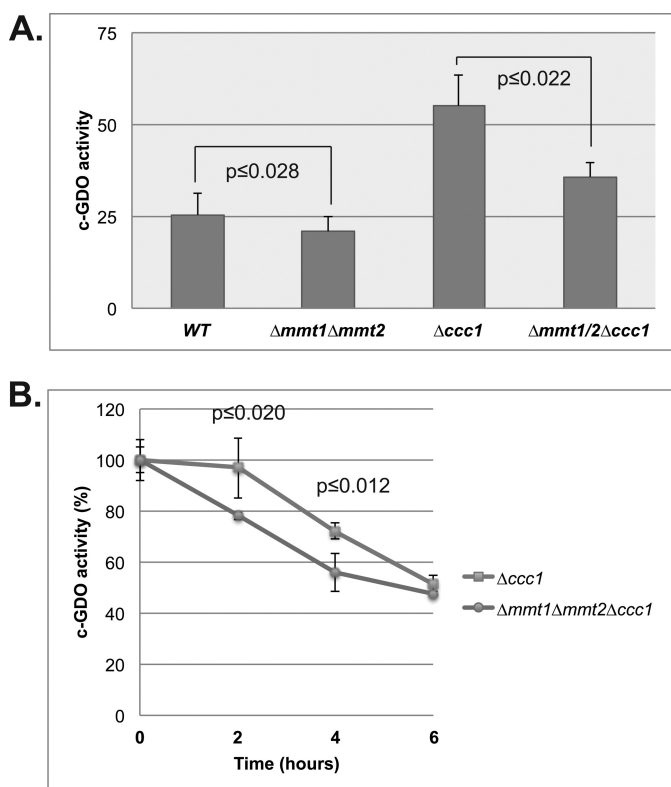 A.
75
50
25
0
c-GDO activity
p≤0.028
p≤0.022
WT
Δmmt1Δmmt2
Δccc1
Δmmt1/2Δccc1
B.
120
100
80
60
40
20
0
c-GDO activity (%)
p≤0.020
p≤0.012
Δccc1
Δmmt1Δmmt2Δccc1
0
2
4
6
Time (hours)